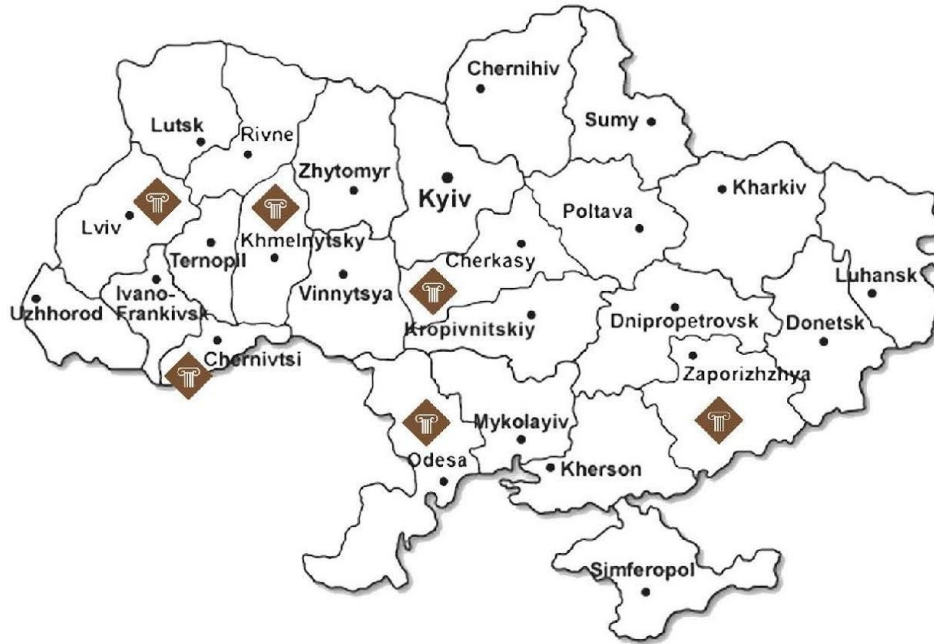 Chernihiv
Sumy
Lutsk
Rivne
Zhytomyr
Kyiv
Kharkiv
Poltava
Lviv
Khmelnytsky
Cherkasy
Ternopil
Luhansk
Uzhhorod
Ivano-
Frankivsk
Vinnytsya
Kropivnitskiy
Dnipropetrovsk
Donetsk
Chernivtsi
Zaporizhzhya
Mykolayiv
Odesa
Kherson
Simferopol